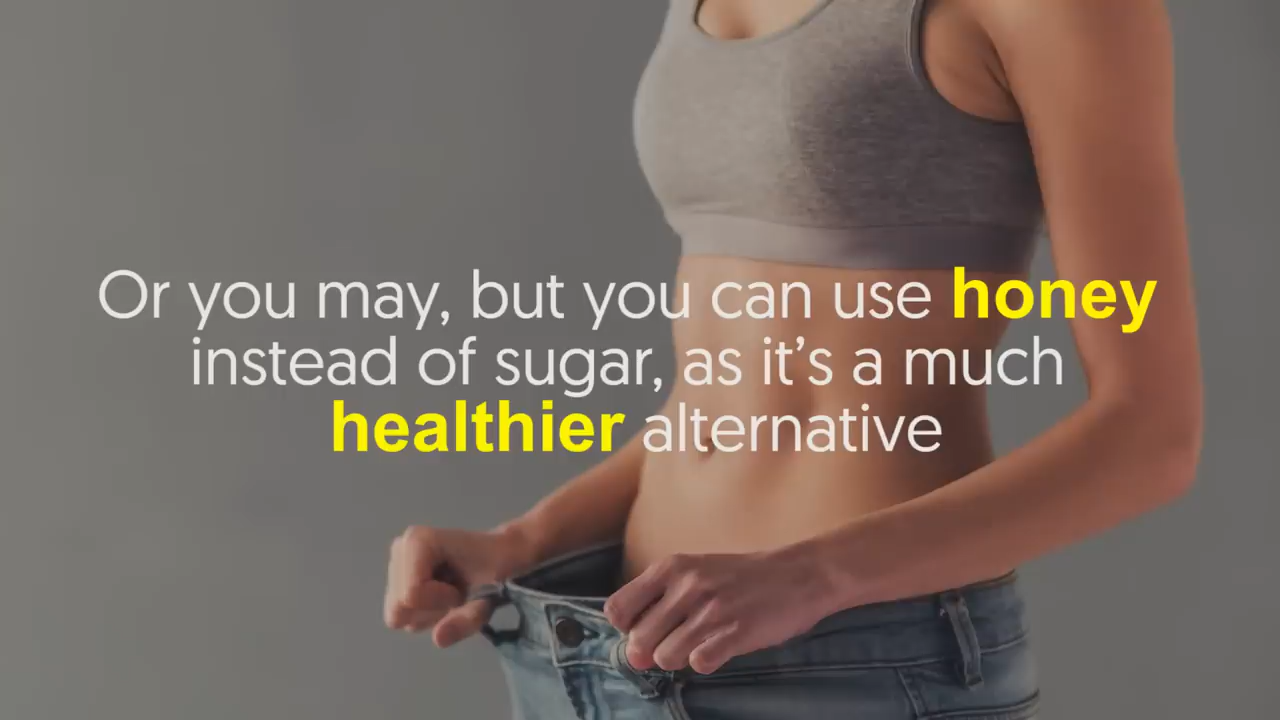 Or you may, but you can use honey
instead of sugar, as it’s a much
healthier alternative